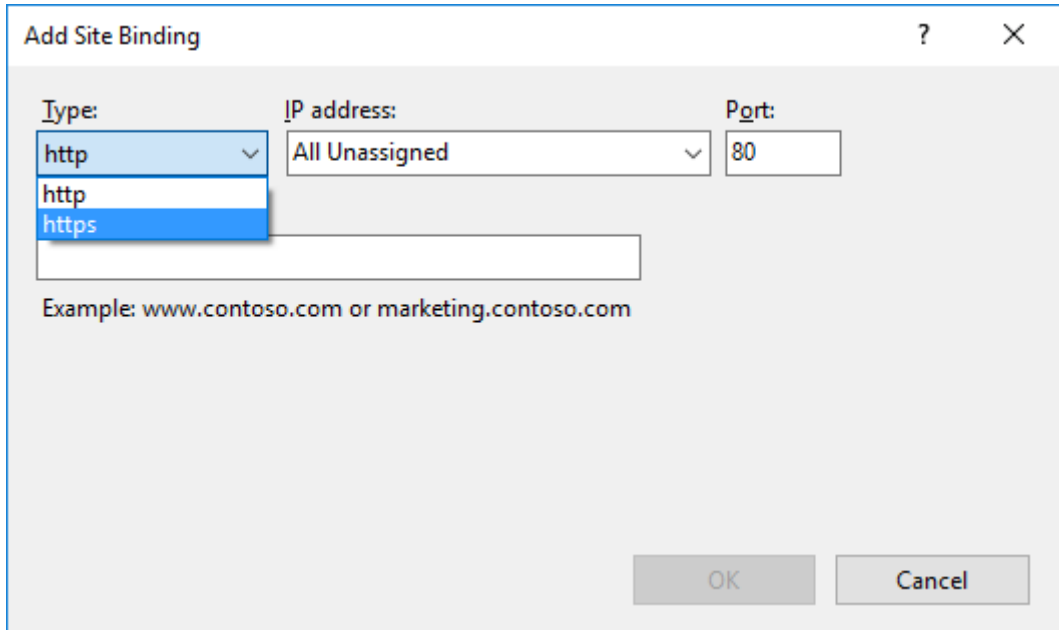 Add Site Binding ?
Type: IP address: Port:
http All Unassigned 80
http
https
Example: www.contoso.com or marketing.contoso.com
OK Cancel